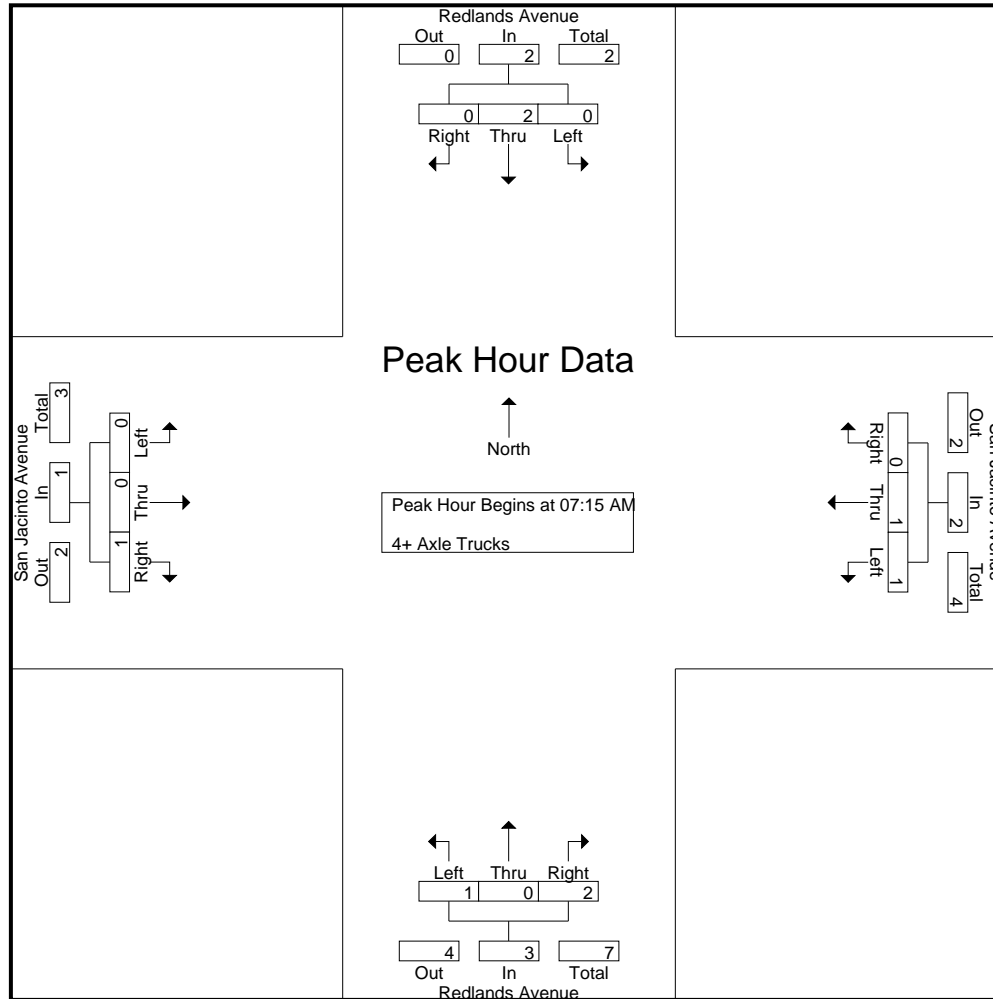 Redlands Avenue
Out In Total
0 2 2
0 2 0
Right Thru Left
Peak Hour Data
North
Peak Hour Begins at 07:15 AM
4+ Axle Trucks
San Jacinto Avenue
Total In Out
3 1 2
0 0 1
Left Thru Right
Out In Total
2 2 4
0 1 1
Right Thru Left
San Jacinto Avenue
Left Thru Right
1 0 2
4 3 7
Out In Total
Redlands Avenue